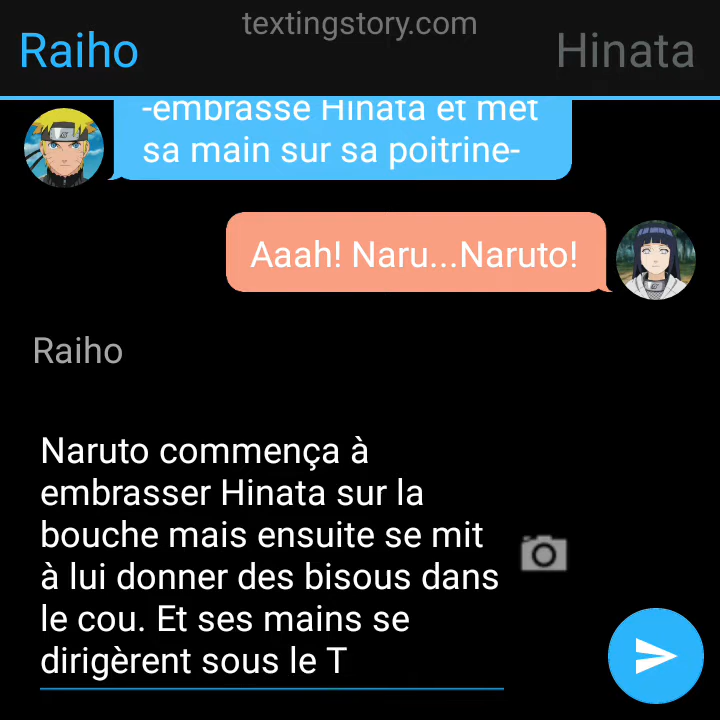 textingstory.com
Raiho
Hinata
-embrasse Hinata et met
sa main sur sa poitrine-
Aaah! Naru...Naruto!
Raiho
Naruto commença à
embrasser Hinata sur la
bouche mais ensuite se mit
à lui donner des bisous dans
le cou. Et ses mains se
dirigèrent sous le T